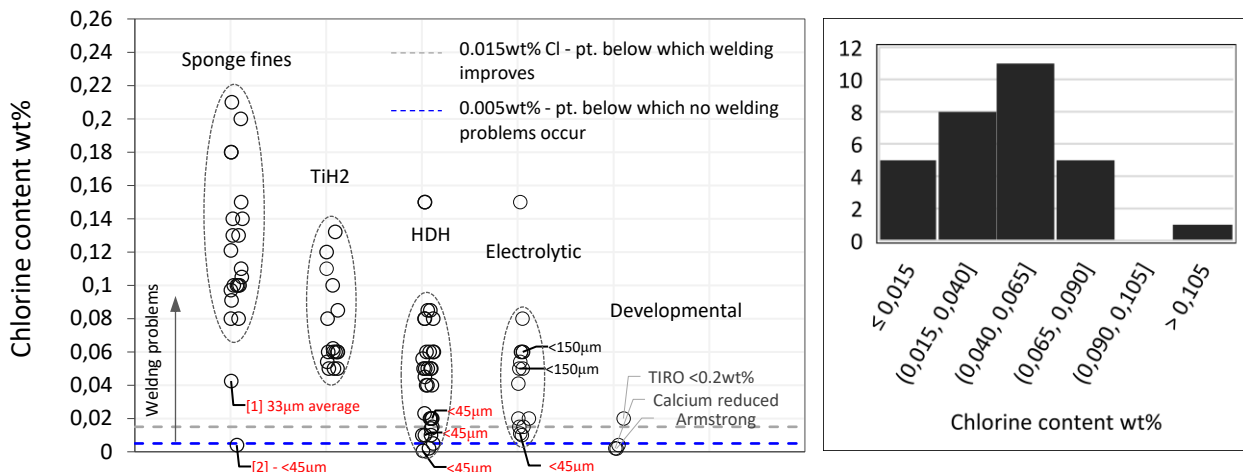 Chlorine content wt%
0,26
0,24
0,22
0,2
0,18
0,16
0,14
0,12
0,1
0,08
0,06
0,04
0,02
0
Weldng problems
Sponge fines
TiH2
HDH
Electrolytic
Developmental
0.015wt% Cl - pt. below which welding
improves
0.005wt% - pt. below which no welding
problems occur
[1] 33μm average
[2] - <45μm
<45μm
<45μm
<45μm
<150μm
<150μm
<45μm
TIRO <0.2wt%
Calcium reduced
Armstrong
12
10
8
6
4
2
0
≤ 0,015
(0,015, 0,040]
(0,040, 0,065]
(0,065, 0,090]
(0,090, 0,105]
> 0,105
Chlorine content wt%